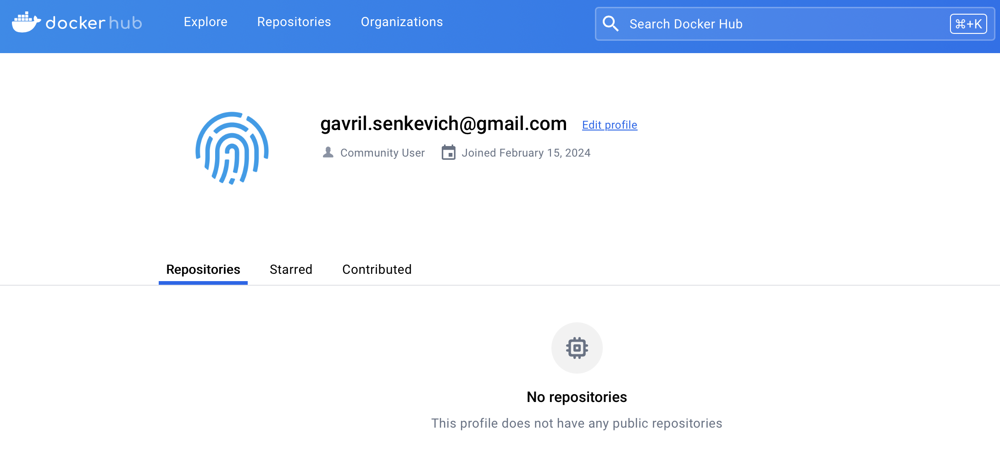 docker hub
Explore Repositories Organizations
Search Docker Hub
⌘+K
gavril.senkevich@gmail.com Edit profile
Community User Joined February 15, 2024
Repositories Starred Contributed
No repositories
This profile does not have any public repositories